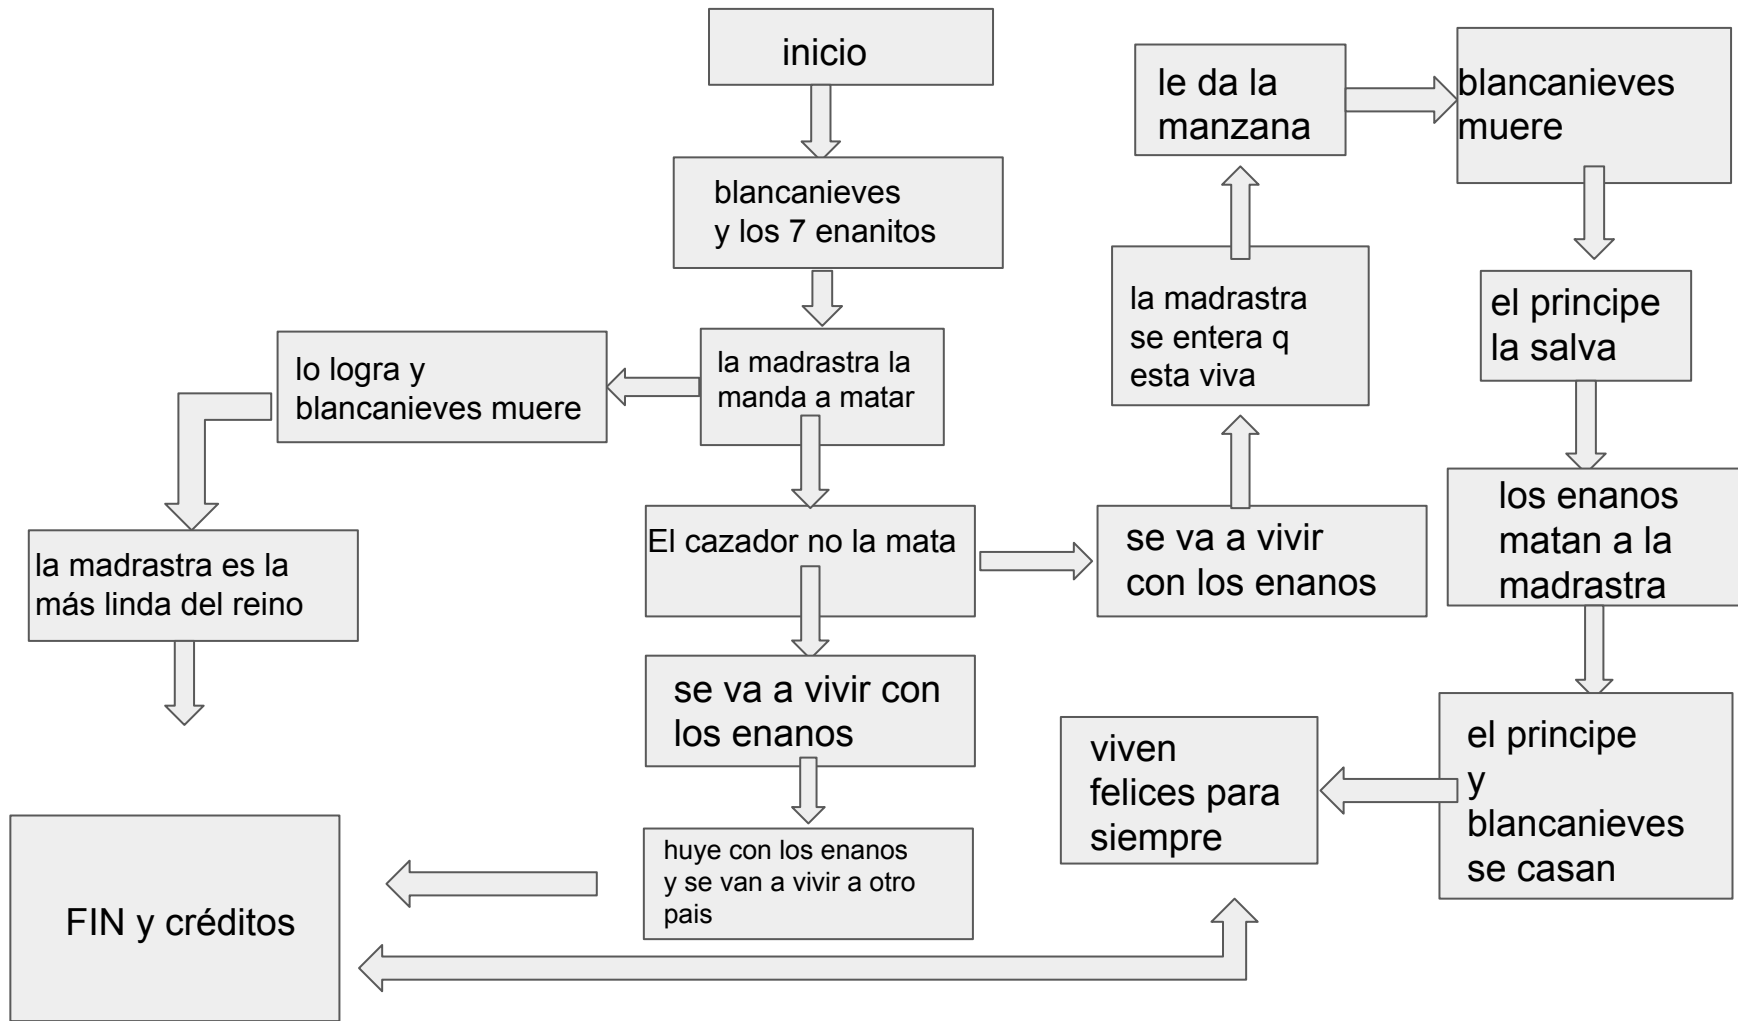 inicio
blancanieves
y los 7 enanitos
la madrastra la
manda a matar
lo logra y
blancanieves muere
la madrastra es la
más linda del reino
El cazador no la mata
se va a vivir con
los enanos
huye con los enanos
y se van a vivir a otro
pais
se va a vivir
con los enanos
la madrastra
se entera q
esta viva
le da la
manzana
blancanieves
muere
el principe
la salva
los enanos
matan a la
madrastra
el principe
y
blancanieves
se casan
viven
felices para
siempre
FIN y créditos